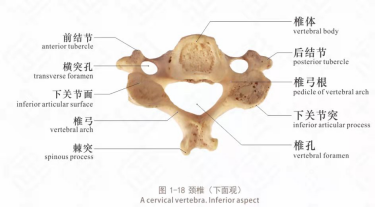 前结节
anterior tubercle
横突孔
transverse foramen
下关节面
inferior articular surface
椎弓
vertebral arch
棘突
spinous process
椎体
vertebral body
后结节
posterior tubercle
椎弓根
pedicle of vertebral arch
下关节突
inferior articular process
椎孔
vertebral foramen
图 1-18 颈椎（下面观）
A cervical vertebra. Inferior aspect